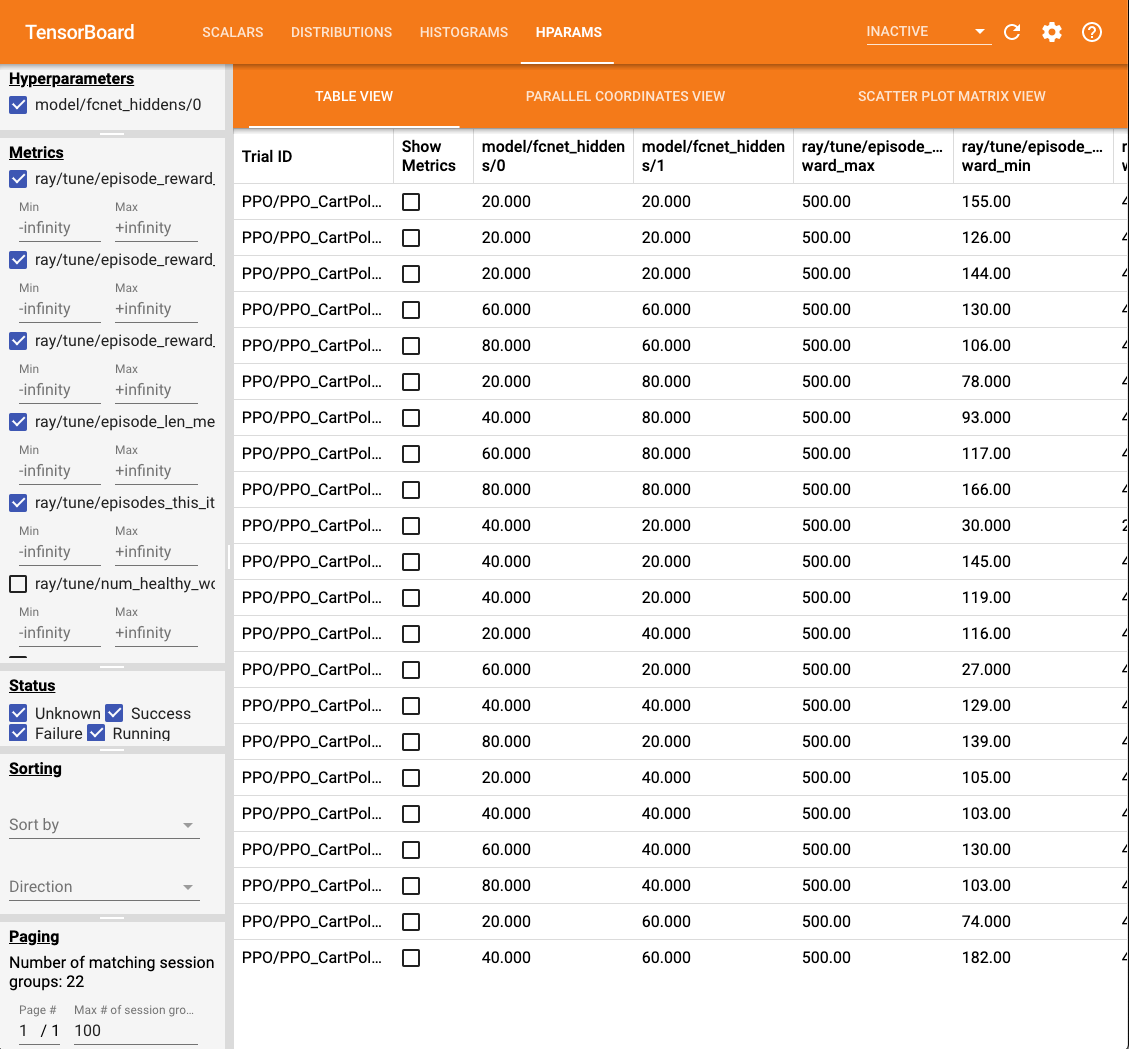 TensorBoard SCALARS DISTRIBUTIONS HISTOGRAMS HPARAMS INACTIVE
Hyperparameters
model/fcnet_hiddens/0
Metrics
ray/tune/episode_reward_
Min Max
-infinity +infinity
ray/tune/episode_reward_
Min Max
-infinity +infinity
ray/tune/episode_reward_
Min Max
-infinity +infinity
ray/tune/episode_len_me
Min Max
-infinity +infinity
ray/tune/episodes_this_it
Min Max
-infinity +infinity
ray/tune/num_healthy_wo
Min Max
-infinity +infinity
Status
Unknown Success
Failure Running
Sorting
Sort by
Direction
Paging
Number of matching session
groups: 22
Page # Max # of session gro...
1 / 1 100
TABLE VIEW PARALLEL COORDINATES VIEW SCATTER PLOT MATRIX VIEW
Trial ID Show Metrics model/fcnet_hiddens/0 model/fcnet_hiddens/1 ray/tune/episode_...ward_max ray/tune/episode_...ward_min
PPO/PPO_CartPol... 20.000 20.000 500.00 155.00
PPO/PPO_CartPol... 20.000 20.000 500.00 126.00
PPO/PPO_CartPol... 20.000 20.000 500.00 144.00
PPO/PPO_CartPol... 60.000 60.000 500.00 130.00
PPO/PPO_CartPol... 80.000 60.000 500.00 106.00
PPO/PPO_CartPol... 20.000 80.000 500.00 78.000
PPO/PPO_CartPol... 40.000 80.000 500.00 93.000
PPO/PPO_CartPol... 60.000 80.000 500.00 117.00
PPO/PPO_CartPol... 80.000 80.000 500.00 166.00
PPO/PPO_CartPol... 40.000 20.000 500.00 30.000
PPO/PPO_CartPol... 40.000 20.000 500.00 145.00
PPO/PPO_CartPol... 40.000 20.000 500.00 119.00
PPO/PPO_CartPol... 20.000 40.000 500.00 116.00
PPO/PPO_CartPol... 60.000 20.000 500.00 27.000
PPO/PPO_CartPol... 40.000 40.000 500.00 129.00
PPO/PPO_CartPol... 80.000 20.000 500.00 139.00
PPO/PPO_CartPol... 20.000 40.000 500.00 105.00
PPO/PPO_CartPol... 40.000 40.000 500.00 103.00
PPO/PPO_CartPol... 60.000 40.000 500.00 130.00
PPO/PPO_CartPol... 80.000 40.000 500.00 103.00
PPO/PPO_CartPol... 20.000 60.000 500.00 74.000
PPO/PPO_CartPol... 40.000 60.000 500.00 182.00